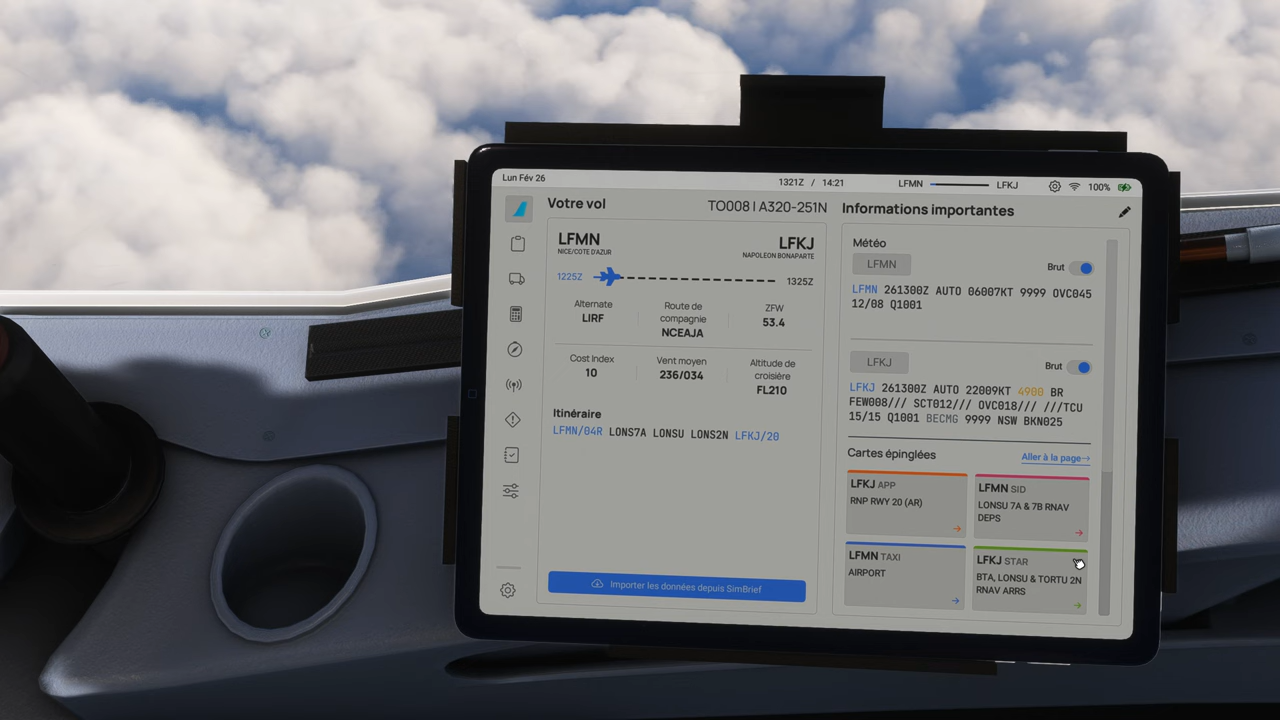 Lun Fév 26
1321Z / 14:21
LFMN
LFKJ
100%
Votre vol
TO008 | A320-251N
LFMN
NICE/COTE D'AZUR
LFKJ
NAPOLEON BONAPARTE
1225Z
1325Z
Alternate
LIRF
Route de
compagnie
NCEAJA
ZFW
53.4
Cost Index
10
Vent moyen
236/034
Altitude de
croisière
FL210
Itinéraire
LFMN/04R LONS7A LONSU LONS2N LFKJ/20
Importer les données depuis SimBrief
Informations importantes
Météo
LFMN
Brut
LFMN 261300Z AUTO 06007KT 9999 OVC045
12/08 Q1001
LFKJ
Brut
LFKJ 261300Z AUTO 22009KT 4900 BR
FEW008/// SCT012/// OVC018/// ///TCU
15/15 Q1001 BECMG 9999 NSW BKN025
Cartes épinglées
Aller à la page→
LFKJ APP
RNP RWY 20 (AR)
LFMN SID
LONSU 7A & 7B RNAV
DEPS
LFMN TAXI
AIRPORT
LFKJ STAR
BTA, LONSU & TORTU 2N
RNAV ARRS